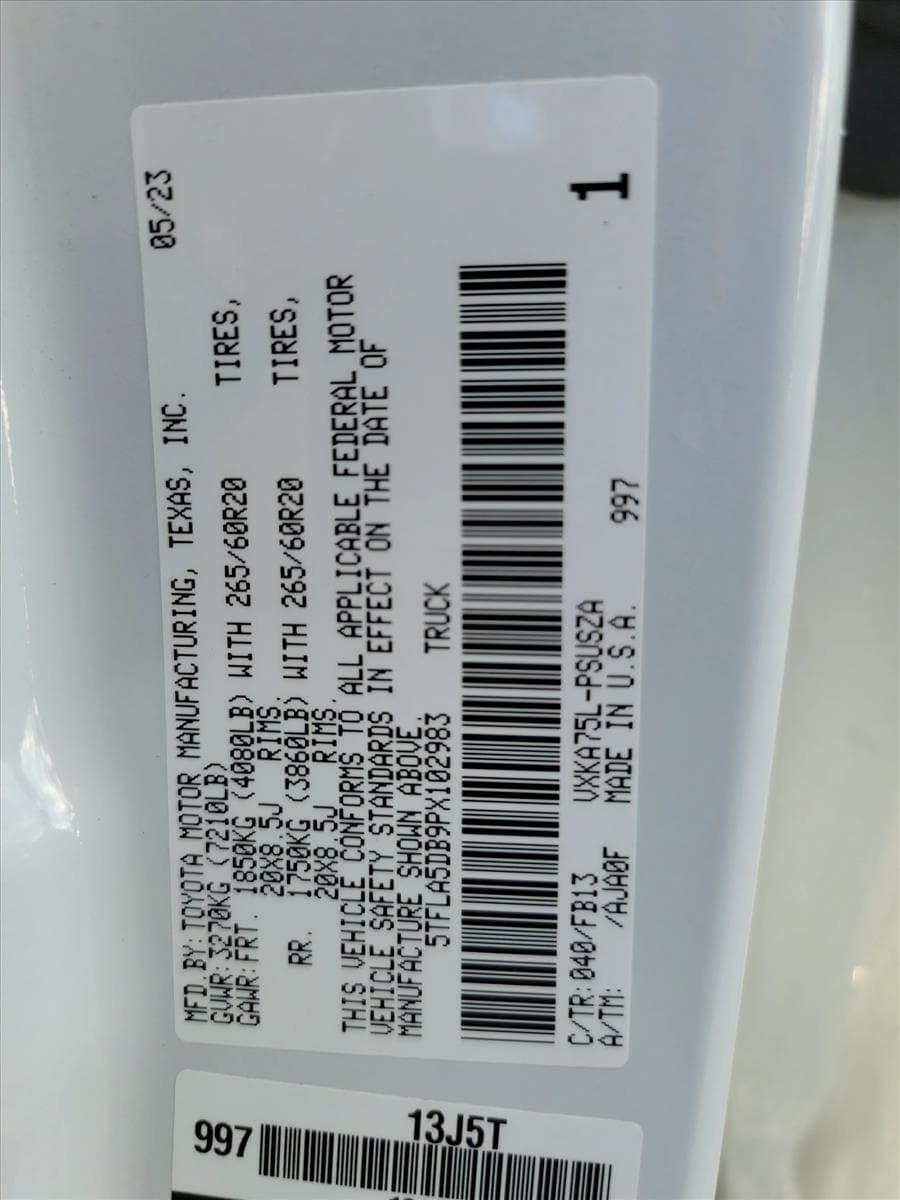 MFD.BY:TOYOTA MOTOR MANUFACTURING, TEXAS, INC. 05/23
GVWR:3270KG (7210LB)
GAWR:FRT. 1850KG (4080LB) WITH 265/60R20 TIRES,
20X8.5J RIMS.
RR. 1750KG (3860LB) WITH 265/60R20 TIRES,
20X8.5J RIMS.
THIS VEHICLE CONFORMS TO ALL APPLICABLE FEDERAL MOTOR
VEHICLE SAFETY STANDARDS IN EFFECT ON THE DATE OF
MANUFACTURE SHOWN ABOVE.
5TFLA5DB9PX102983 TRUCK
C/TR:040/FB13 VXKA75L-PSUSZA 1
A/TM: /AJA0F MADE IN U.S.A. 997
997 13J5T